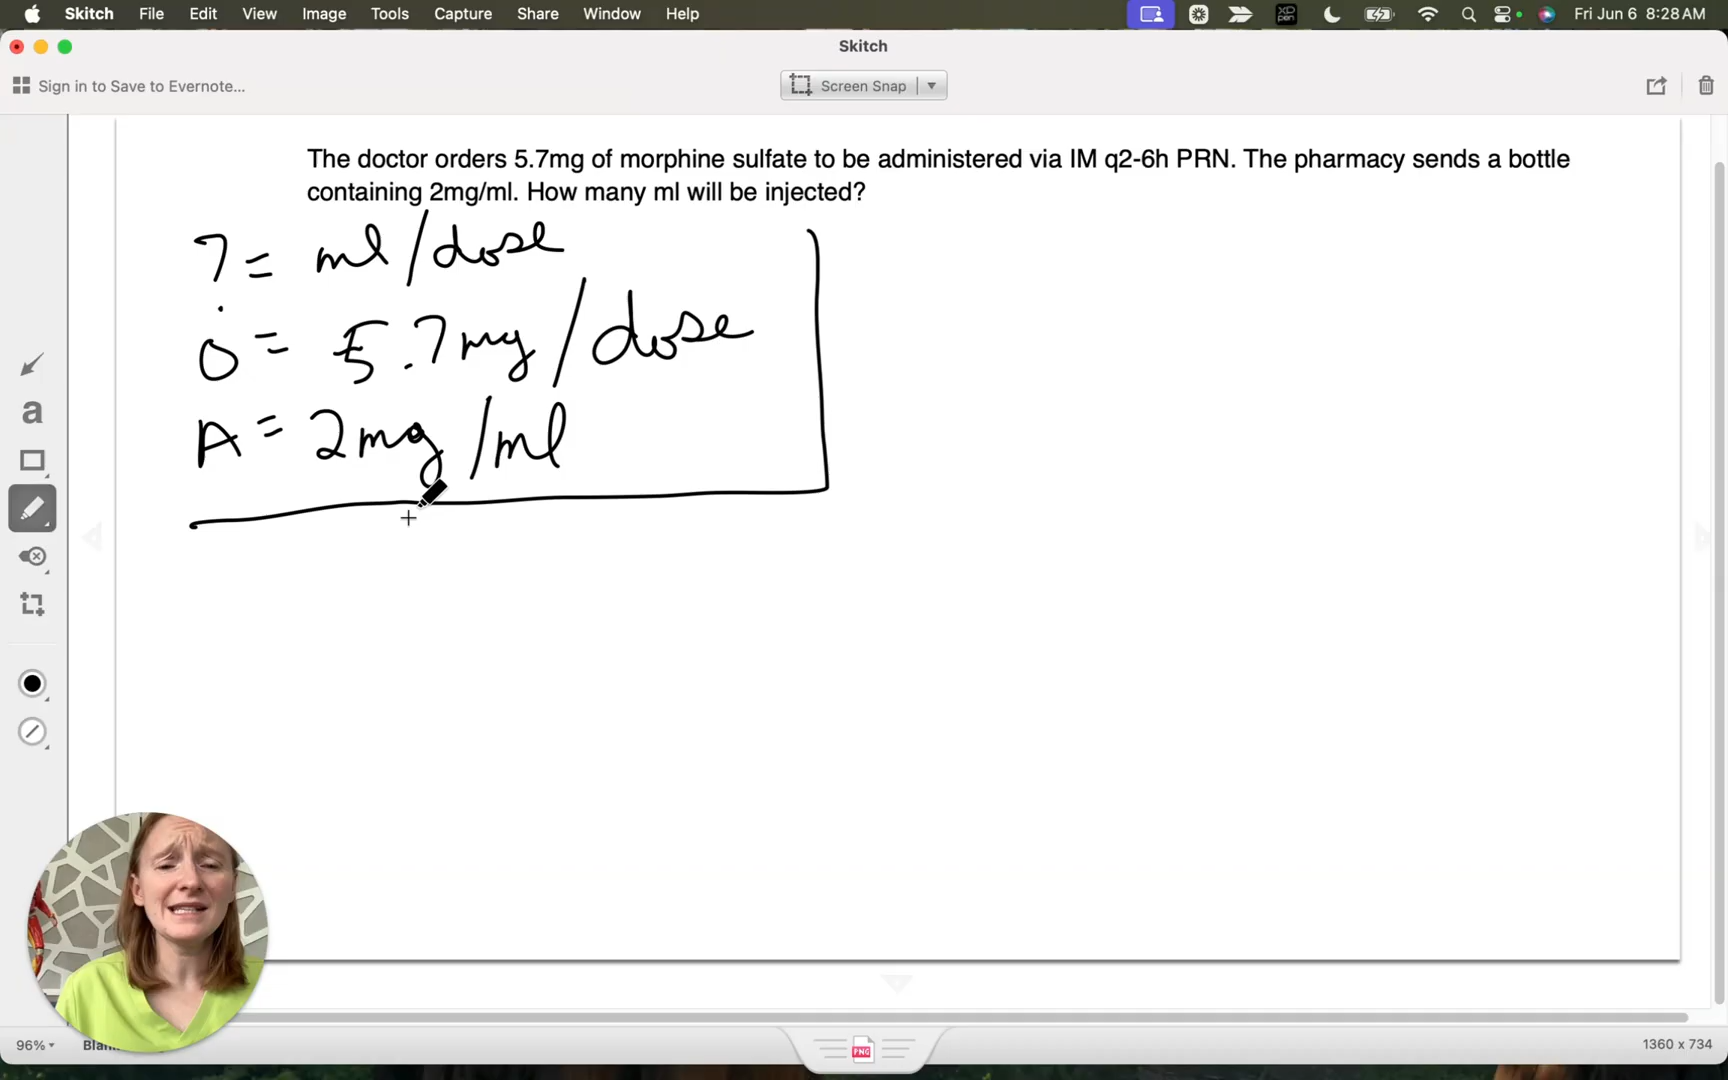 Skitch File Edit View Image Tools Capture Share Window Help Fri Jun 6 8:28 AM
Skitch
Sign in to Save to Evernote...
Screen Snap
The doctor orders 5.7mg of morphine sulfate to be administered via IM q2-6h PRN. The pharmacy sends a bottle
containing 2mg/ml. How many ml will be injected?
? = ml/dose
O = 5.7mg/dose
A = 2mg/ml
a
96%
PNG
1360 x 734